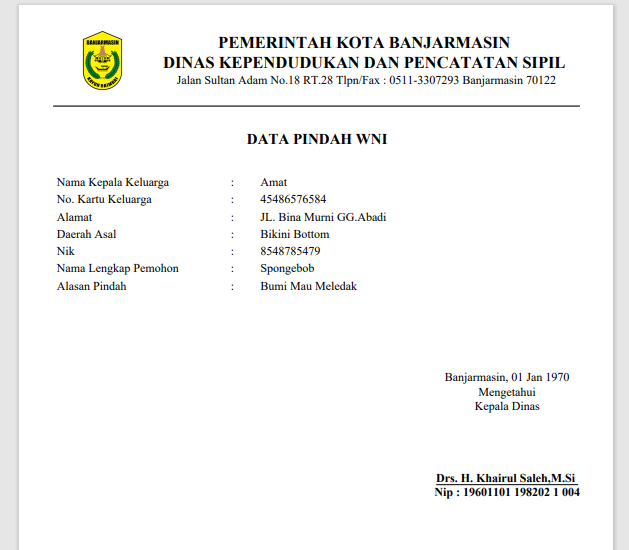 BANJARMASIN
KAYUH BAIMBAI
PEMERINTAH KOTA BANJARMASIN
DINAS KEPENDUDUKAN DAN PENCATATAN SIPIL
Jalan Sultan Adam No.18 RT.28 Tlpn/Fax : 0511-3307293 Banjarmasin 70122
DATA PINDAH WNI
Nama Kepala Keluarga : Amat
No. Kartu Keluarga : 45486576584
Alamat : JL. Bina Murni GG.Abadi
Daerah Asal : Bikini Bottom
Nik : 8548785479
Nama Lengkap Pemohon : Spongebob
Alasan Pindah : Bumi Mau Meledak
Banjarmasin, 01 Jan 1970
Mengetahui
Kepala Dinas
Drs. H. Khairul Saleh,M.Si
Nip : 19601101 198202 1 004